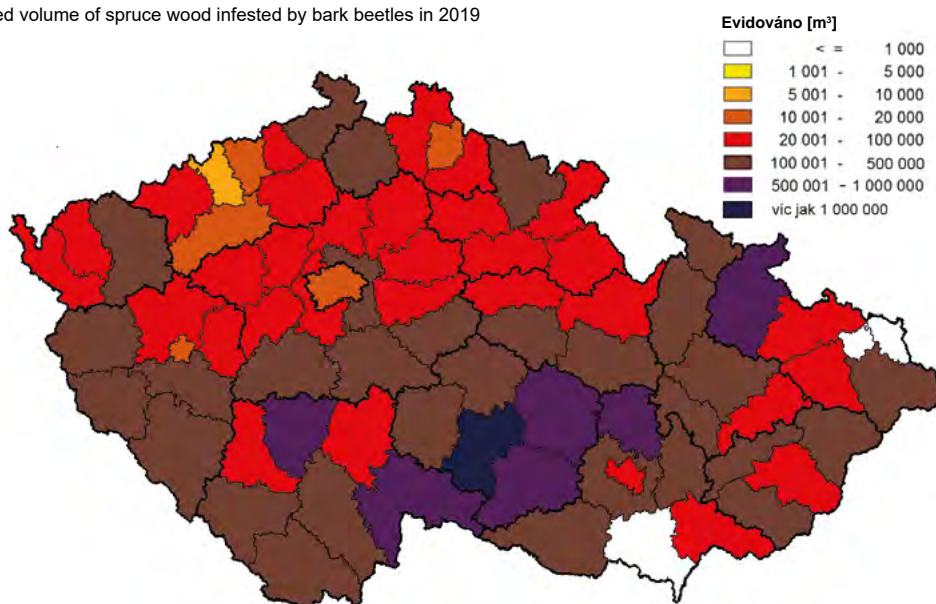 ed volume of spruce wood infested by bark beetles in 2019
Evidováno [m³]
< = 1 000
1 001 - 5 000
5 001 - 10 000
10 001 - 20 000
20 001 - 100 000
100 001 - 500 000
500 001 - 1 000 000
víc jak 1 000 000